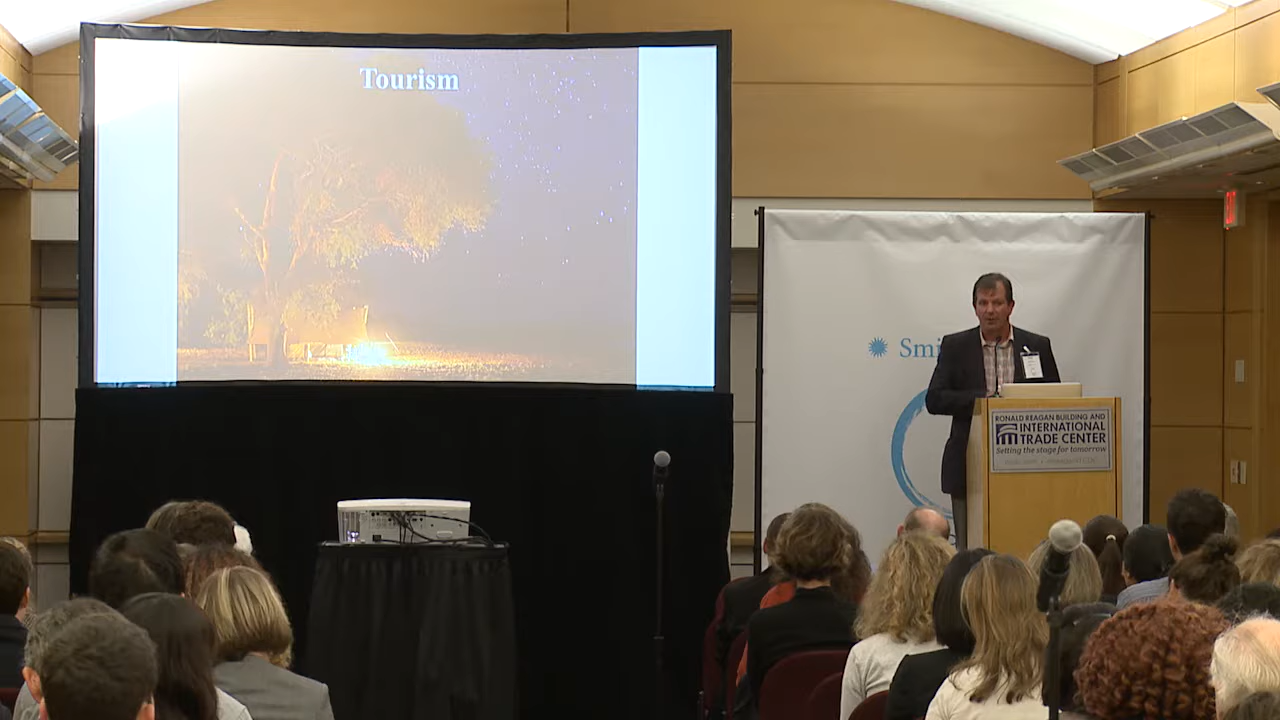 Tourism
Smi
RONALD REAGAN BUILDING AND
INTERNATIONAL
TRADE CENTER
Setting the stage for tomorrow